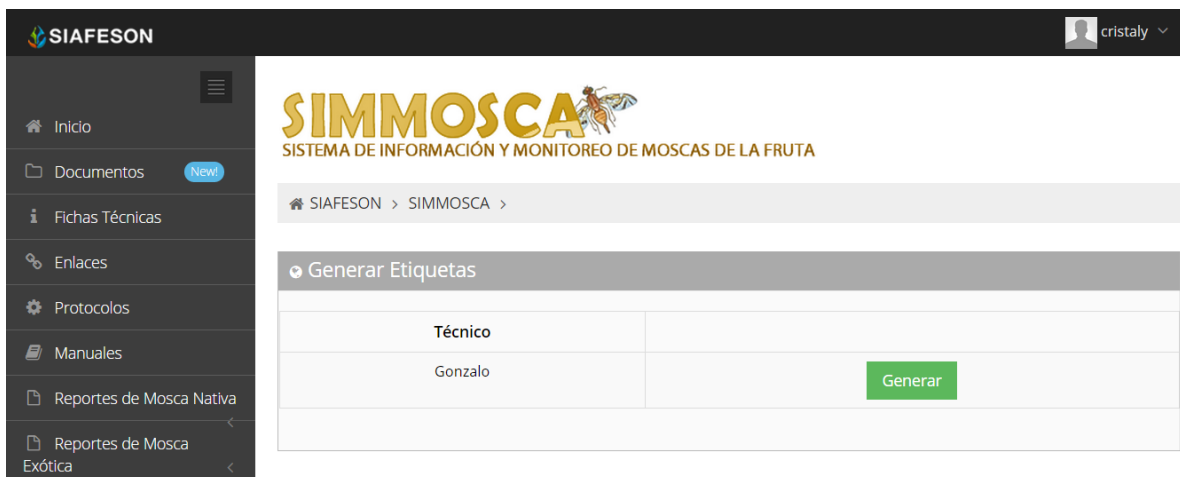 SIAFESON
cristaly
Inicio
Documentos New!
Fichas Técnicas
Enlaces
Protocolos
Manuales
Reportes de Mosca Nativa
Reportes de Mosca
Exótica
SIMMOSCA
SISTEMA DE INFORMACIÓN Y MONITOREO DE MOSCAS DE LA FRUTA
SIAFESON > SIMMOSCA >
Generar Etiquetas
Técnico
Gonzalo Generar